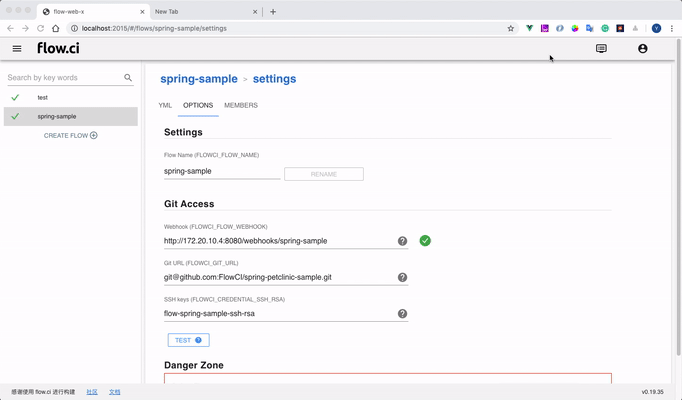 flow-web-x
New Tab
localhost:2015/#/flows/spring-sample/settings
flow.ci
Search by key words
test
spring-sample
CREATE FLOW
spring-sample > settings
YML OPTIONS MEMBERS
Settings
Flow Name (FLOWCI_FLOW_NAME)
spring-sample
RENAME
Git Access
Webhook (FLOWCI_FLOW_WEBHOOK)
http://172.20.10.4:8080/webhooks/spring-sample
Git URL (FLOWCI_GIT_URL)
git@github.com:FlowCI/spring-petclinic-sample.git
SSH keys (FLOWCI_CREDENTIAL_SSH_RSA)
flow-spring-sample-ssh-rsa
TEST
Danger Zone
感谢使用 flow.ci 进行构建 社区 文档
v0.19.35